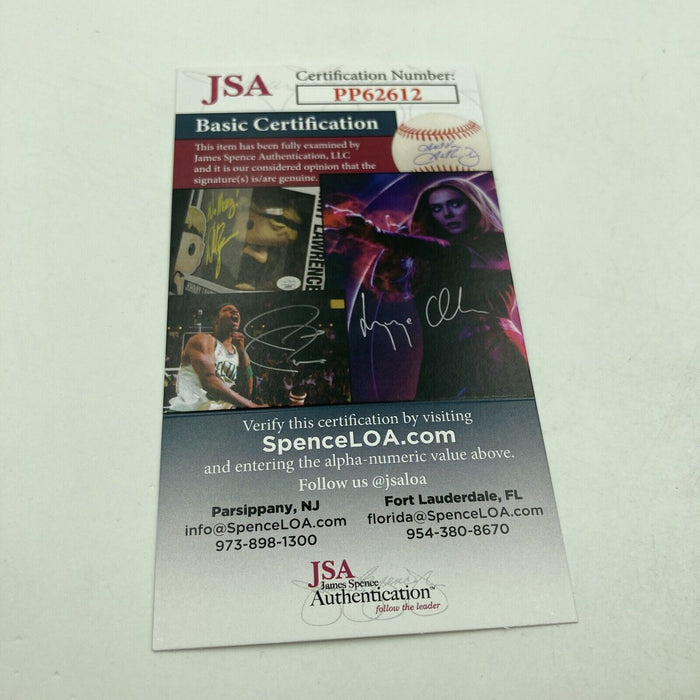 JSA
Certification Number:
PP62612
Basic Certification
This item has been fully examined by
James Spence Authentication, LLC
and it is our considered opinion that the
signature(s) is/are genuine.
LAWRENCE
Verify this certification by visiting
SpenceLOA.com
and entering the alpha-numeric value above.
Follow us @jsaloa
Parsippany, NJ
info@SpenceLOA.com
973-898-1300
Fort Lauderdale, FL
florida@SpenceLOA.com
954-380-8670
JSA
James Spence
Authentication™
follow the leader